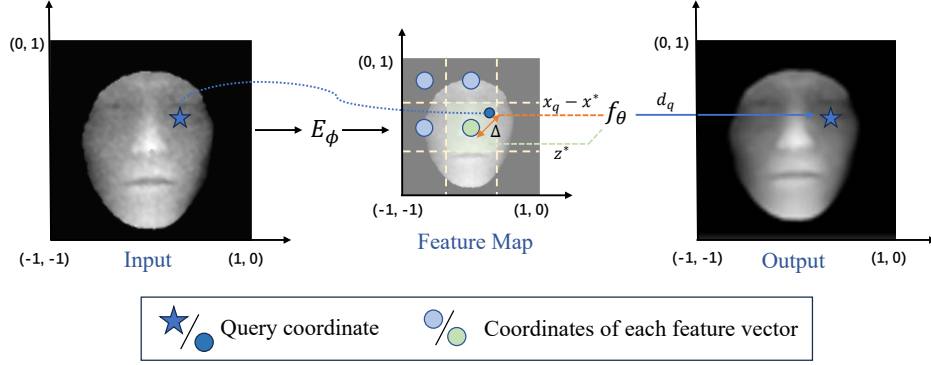 (0, 1)
(-1, -1)
(1, 0)
Input
E_ϕ
(0, 1)
x_q − x*
Δ
z*
(-1, -1)
(1, 0)
Feature Map
f_θ
d_q
(0, 1)
(-1, -1)
(1, 0)
Output
Query coordinate
Coordinates of each feature vector